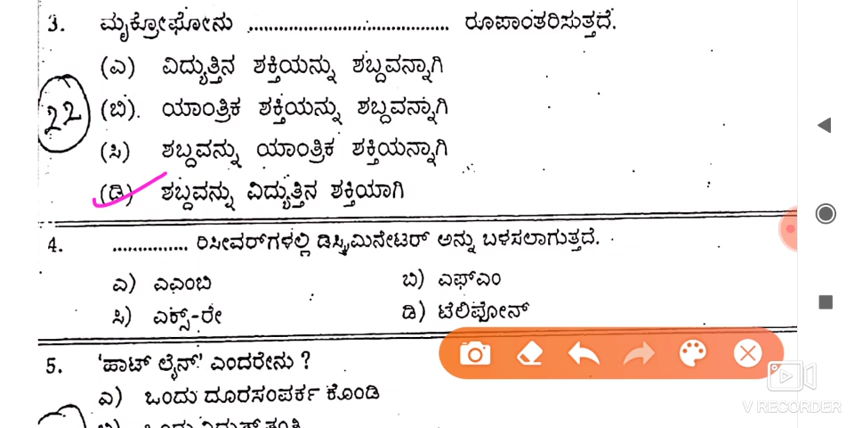 3. ಮೈಕ್ರೋಫೋನು ........................................ ರೂಪಾಂತರಿಸುತ್ತದೆ.
(ಎ) ವಿದ್ಯುತ್ತಿನ ಶಕ್ತಿಯನ್ನು ಶಬ್ದವನ್ನಾಗಿ
22 (ಬಿ). ಯಾಂತ್ರಿಕ ಶಕ್ತಿಯನ್ನು ಶಬ್ದವನ್ನಾಗಿ
(ಸಿ) ಶಬ್ದವನ್ನು ಯಾಂತ್ರಿಕ ಶಕ್ತಿಯನ್ನಾಗಿ
(ಡಿ) ಶಬ್ದವನ್ನು ವಿದ್ಯುತ್ತಿನ ಶಕ್ತಿಯಾಗಿ
4. ............... ರಿಸೀವರ್‌ಗಳಲ್ಲಿ ಡಿಸ್ಕ್ರಿಮಿನೇಟರ್ ಅನ್ನು ಬಳಸಲಾಗುತ್ತದೆ.
ಎ) ಎಎಂಬಿ ಬಿ) ಎಫ್ಎಂ
ಸಿ) ಎಕ್ಸ್-ರೇ ಡಿ) ಟೆಲಿಫೋನ್
5. 'ಹಾಟ್ ಲೈನ್' ಎಂದರೇನು ?
ಎ) ಒಂದು ದೂರಸಂಪರ್ಕ ಕೊಂಡಿ
V RECORDER